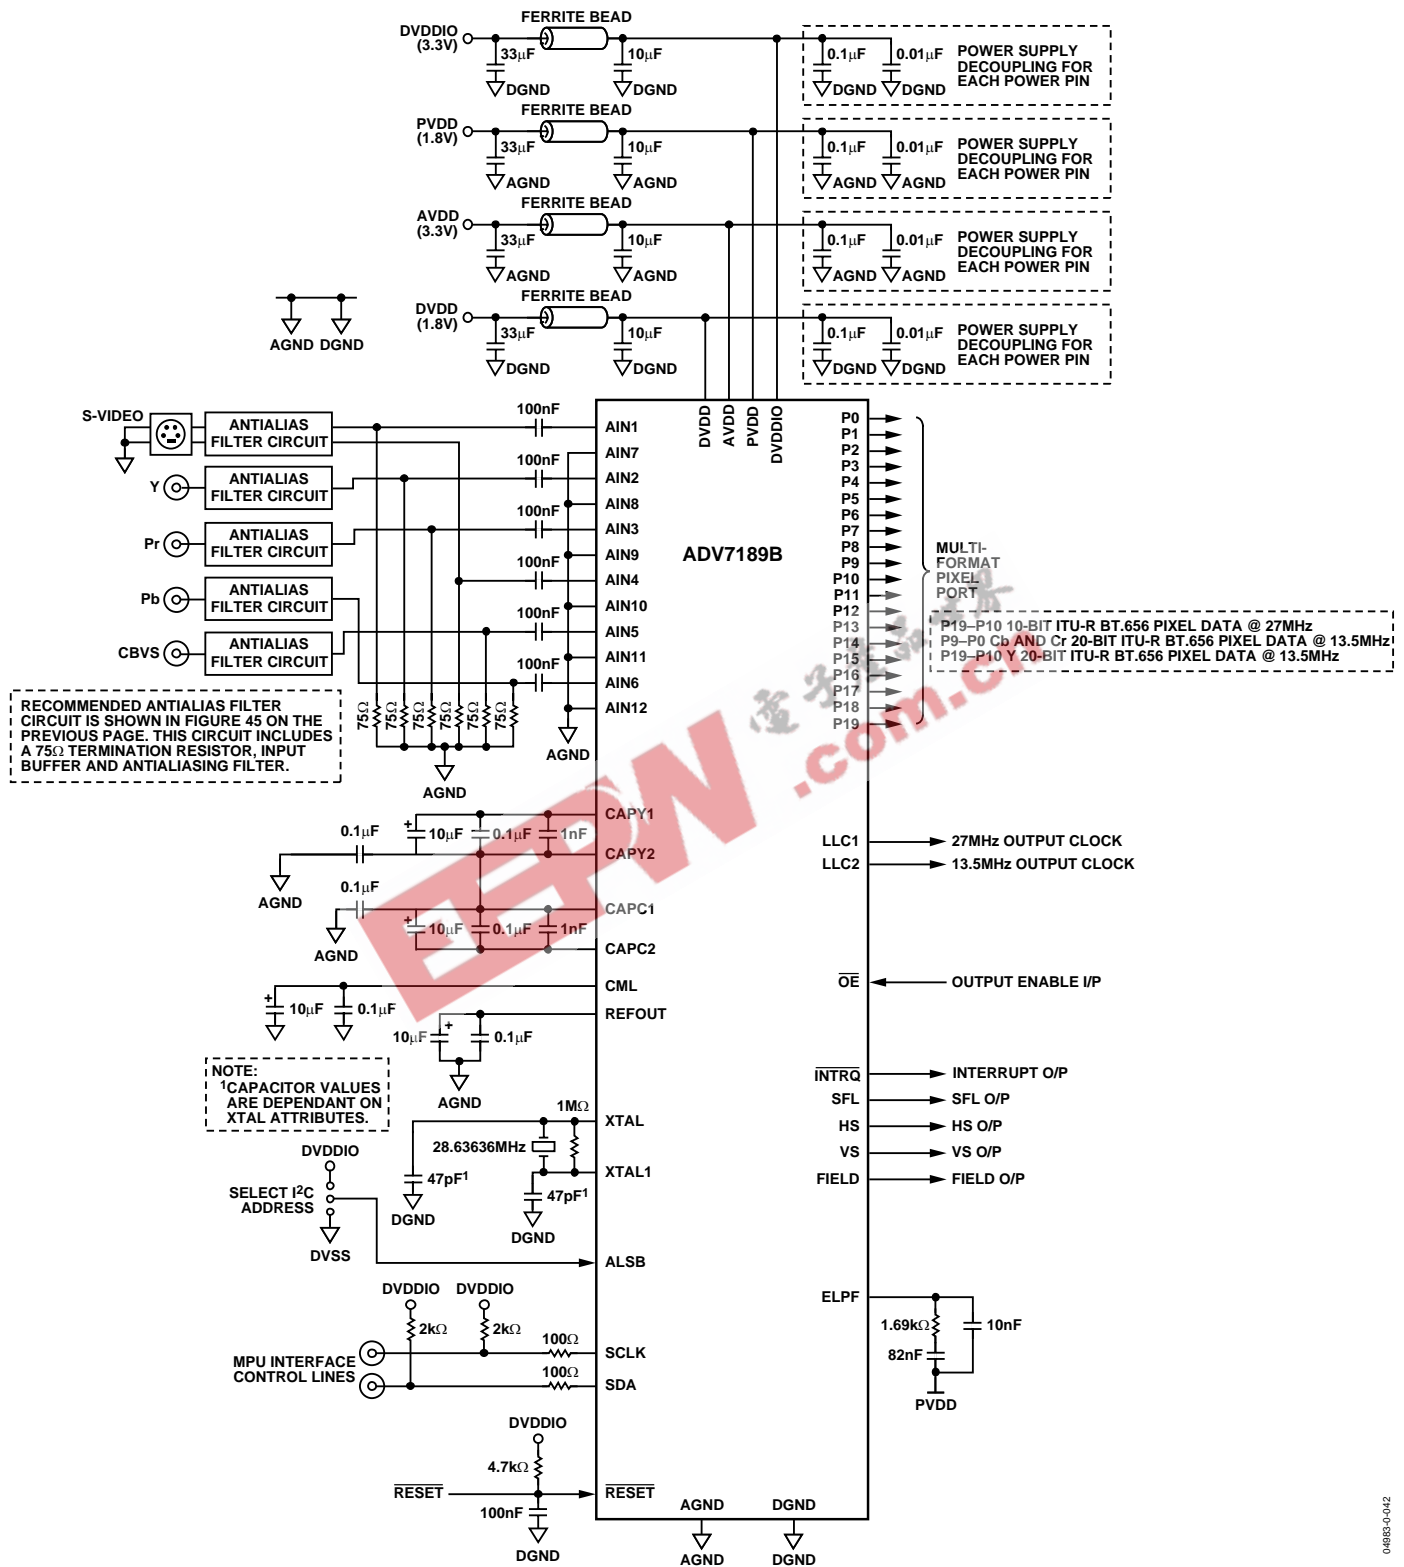 FERRITE BEAD
DVDDIO
(3.3V)
33µF
10µF
0.1µF
0.01µF
DGND
DGND
DGND
DGND
POWER SUPPLY
DECOUPLING FOR
EACH POWER PIN
FERRITE BEAD
PVDD
(1.8V)
33µF
10µF
0.1µF
0.01µF
AGND
AGND
AGND
AGND
POWER SUPPLY
DECOUPLING FOR
EACH POWER PIN
FERRITE BEAD
AVDD
(3.3V)
33µF
10µF
0.1µF
0.01µF
AGND
AGND
AGND
AGND
POWER SUPPLY
DECOUPLING FOR
EACH POWER PIN
FERRITE BEAD
DVDD
(1.8V)
33µF
10µF
0.1µF
0.01µF
DGND
DGND
DGND
DGND
POWER SUPPLY
DECOUPLING FOR
EACH POWER PIN
AGND DGND
S-VIDEO
ANTIALIAS
FILTER CIRCUIT
Y
ANTIALIAS
FILTER CIRCUIT
Pr
ANTIALIAS
FILTER CIRCUIT
Pb
ANTIALIAS
FILTER CIRCUIT
CBVS
ANTIALIAS
FILTER CIRCUIT
RECOMMENDED ANTIALIAS FILTER
CIRCUIT IS SHOWN IN FIGURE 45 ON THE
PREVIOUS PAGE. THIS CIRCUIT INCLUDES
A 75Ω TERMINATION RESISTOR, INPUT
BUFFER AND ANTIALIASING FILTER.
100nF
100nF
100nF
100nF
100nF
100nF
75Ω
75Ω
75Ω
75Ω
75Ω
75Ω
AGND
AGND
AIN1
AIN7
AIN2
AIN8
AIN3
AIN9
AIN4
AIN10
AIN5
AIN11
AIN6
AIN12
DVDD
AVDD
PVDD
DVDDIO
ADV7189B
P0
P1
P2
P3
P4
P5
P6
P7
P8
P9
P10
P11
P12
P13
P14
P15
P16
P17
P18
P19
MULTI-
FORMAT
PIXEL
PORT
P19–P10 10-BIT ITU-R BT.656 PIXEL DATA @ 27MHz
P9–P0 Cb AND Cr 20-BIT ITU-R BT.656 PIXEL DATA @ 13.5MHz
P19–P10 Y 20-BIT ITU-R BT.656 PIXEL DATA @ 13.5MHz
EEPW
.com.cn
電子產品世界
0.1µF
+
10µF
0.1µF
1nF
CAPY1
CAPY2
AGND
0.1µF
+
10µF
0.1µF
1nF
CAPC1
CAPC2
AGND
+
10µF
0.1µF
CML
10µF
+
0.1µF
REFOUT
AGND
NOTE:
1CAPACITOR VALUES
ARE DEPENDANT ON
XTAL ATTRIBUTES.
1MΩ
XTAL
28.63636MHz
XTAL1
47pF1
47pF1
DGND
DGND
DVDDIO
SELECT I2C
ADDRESS
DVSS
ALSB
DVDDIO
DVDDIO
2kΩ
2kΩ
100Ω
SCLK
100Ω
SDA
MPU INTERFACE
CONTROL LINES
DVDDIO
4.7kΩ
RESET
RESET
100nF
DGND
LLC1
27MHz OUTPUT CLOCK
LLC2
13.5MHz OUTPUT CLOCK
OE
OUTPUT ENABLE I/P
INTRQ
INTERRUPT O/P
SFL
SFL O/P
HS
HS O/P
VS
VS O/P
FIELD
FIELD O/P
ELPF
1.69kΩ
10nF
82nF
PVDD
AGND
DGND
AGND
DGND
04983-0-042